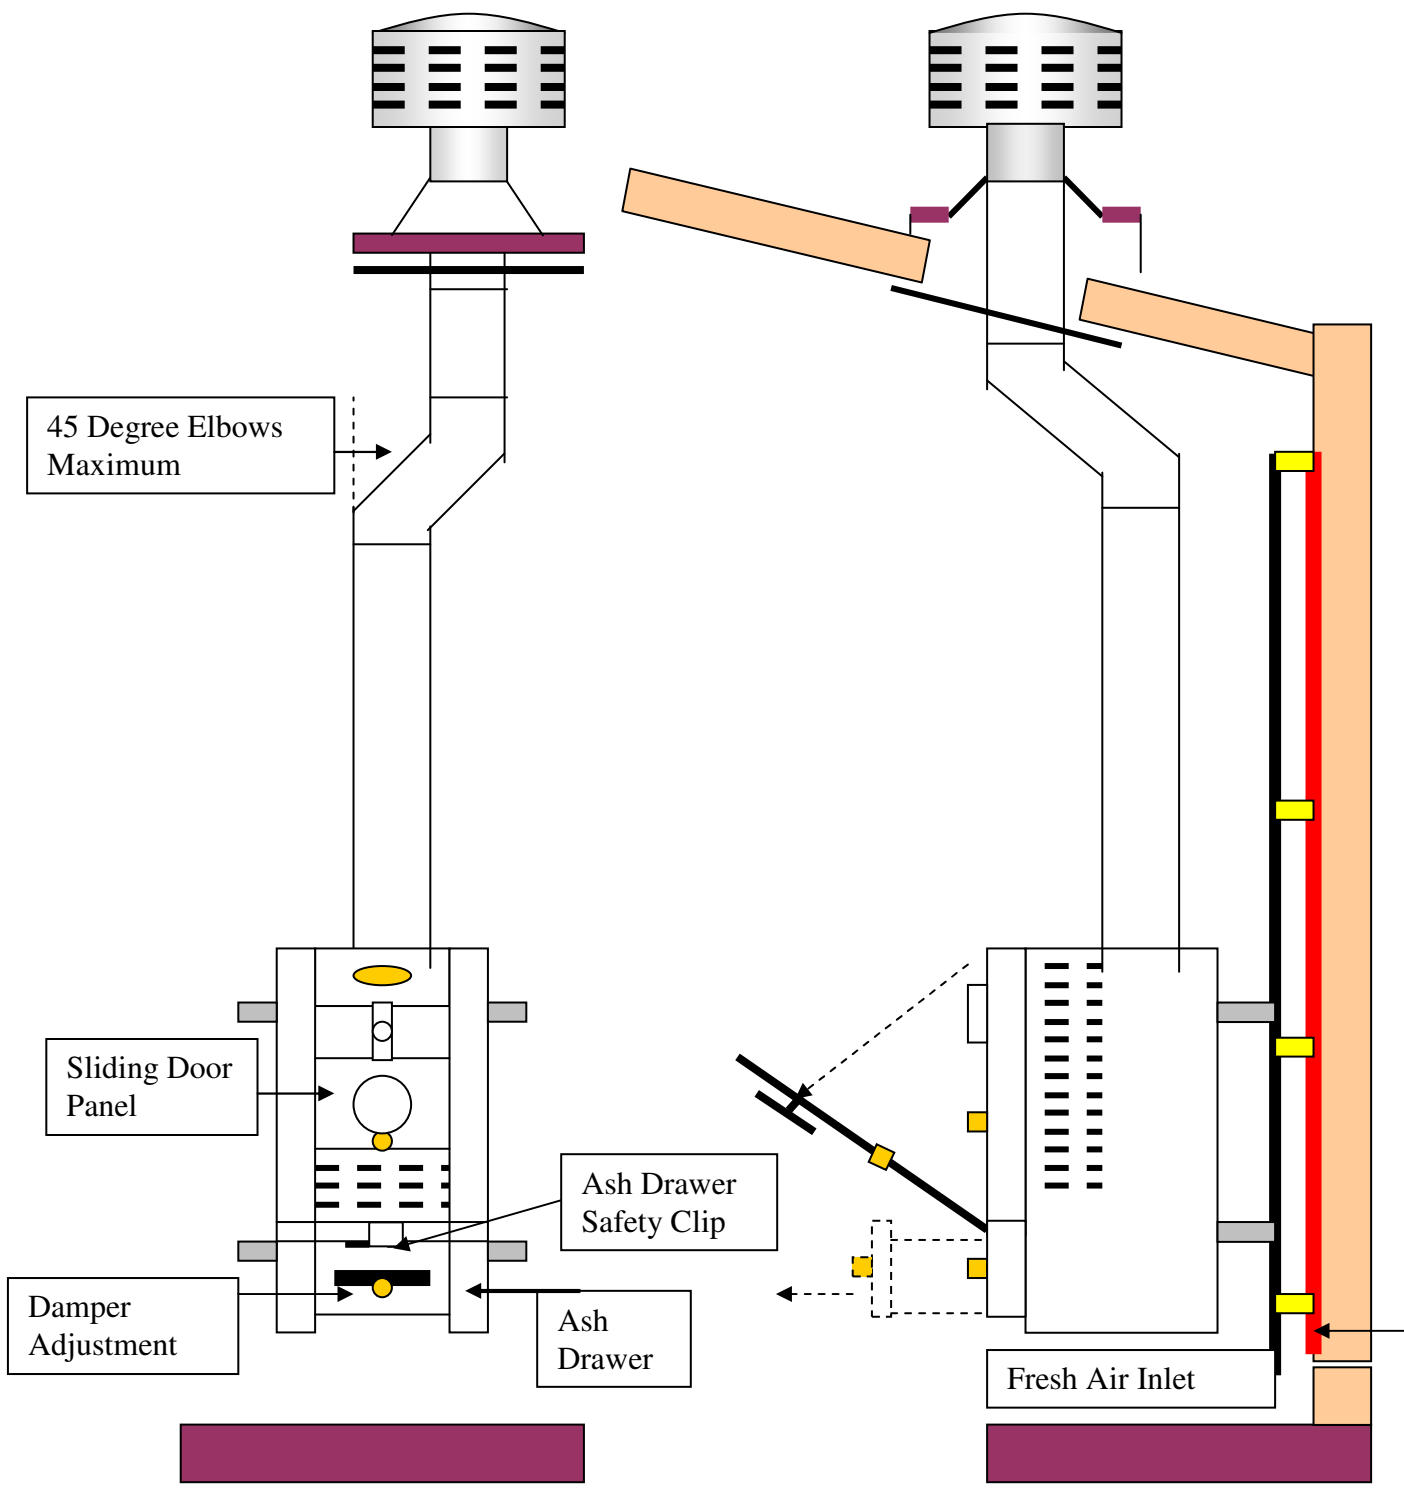 45 Degree Elbows
Maximum
Sliding Door
Panel
Ash Drawer
Safety Clip
Damper
Adjustment
Ash
Drawer
Fresh Air Inlet